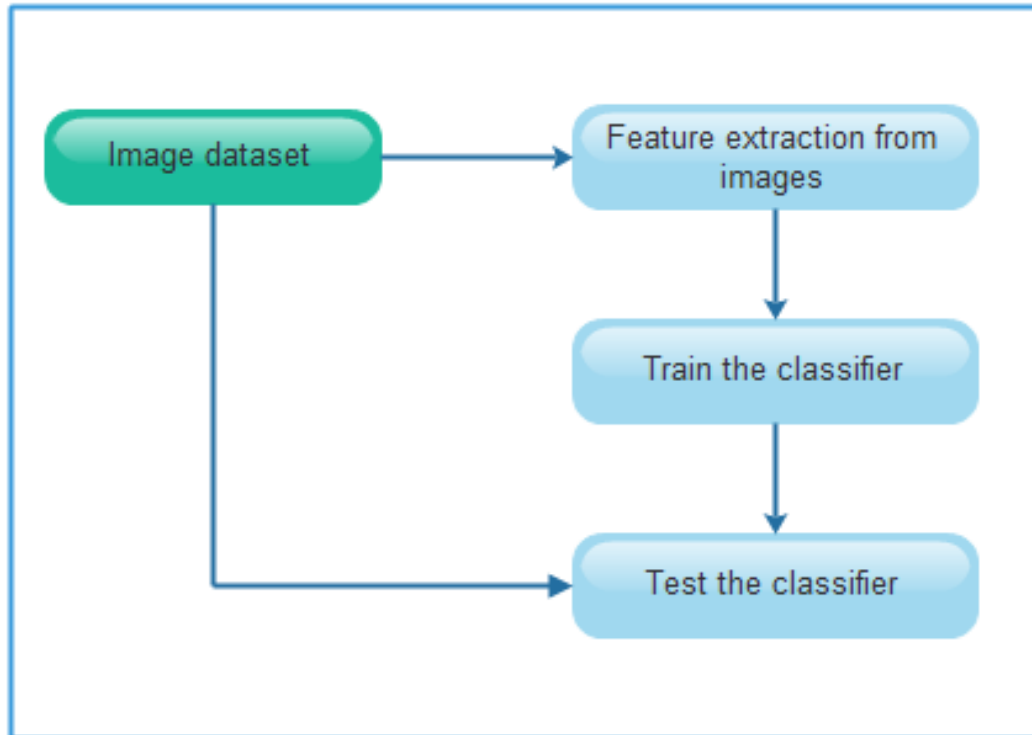 Image dataset
Feature extraction from
images
Train the classifier
Test the classifier